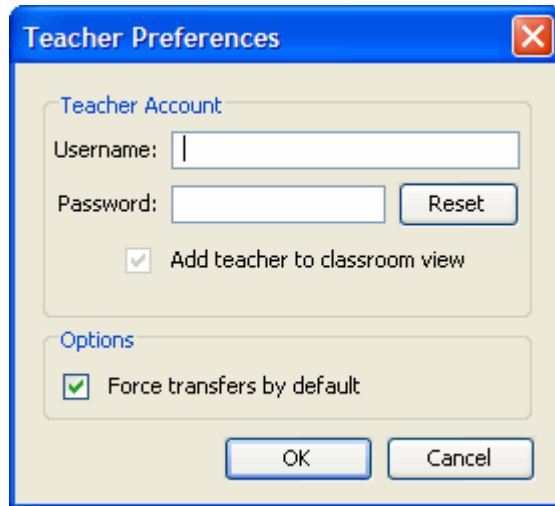 Teacher Preferences
Teacher Account
Username:
Password:
Reset
Add teacher to classroom view
Options
Force transfers by default
OK
Cancel